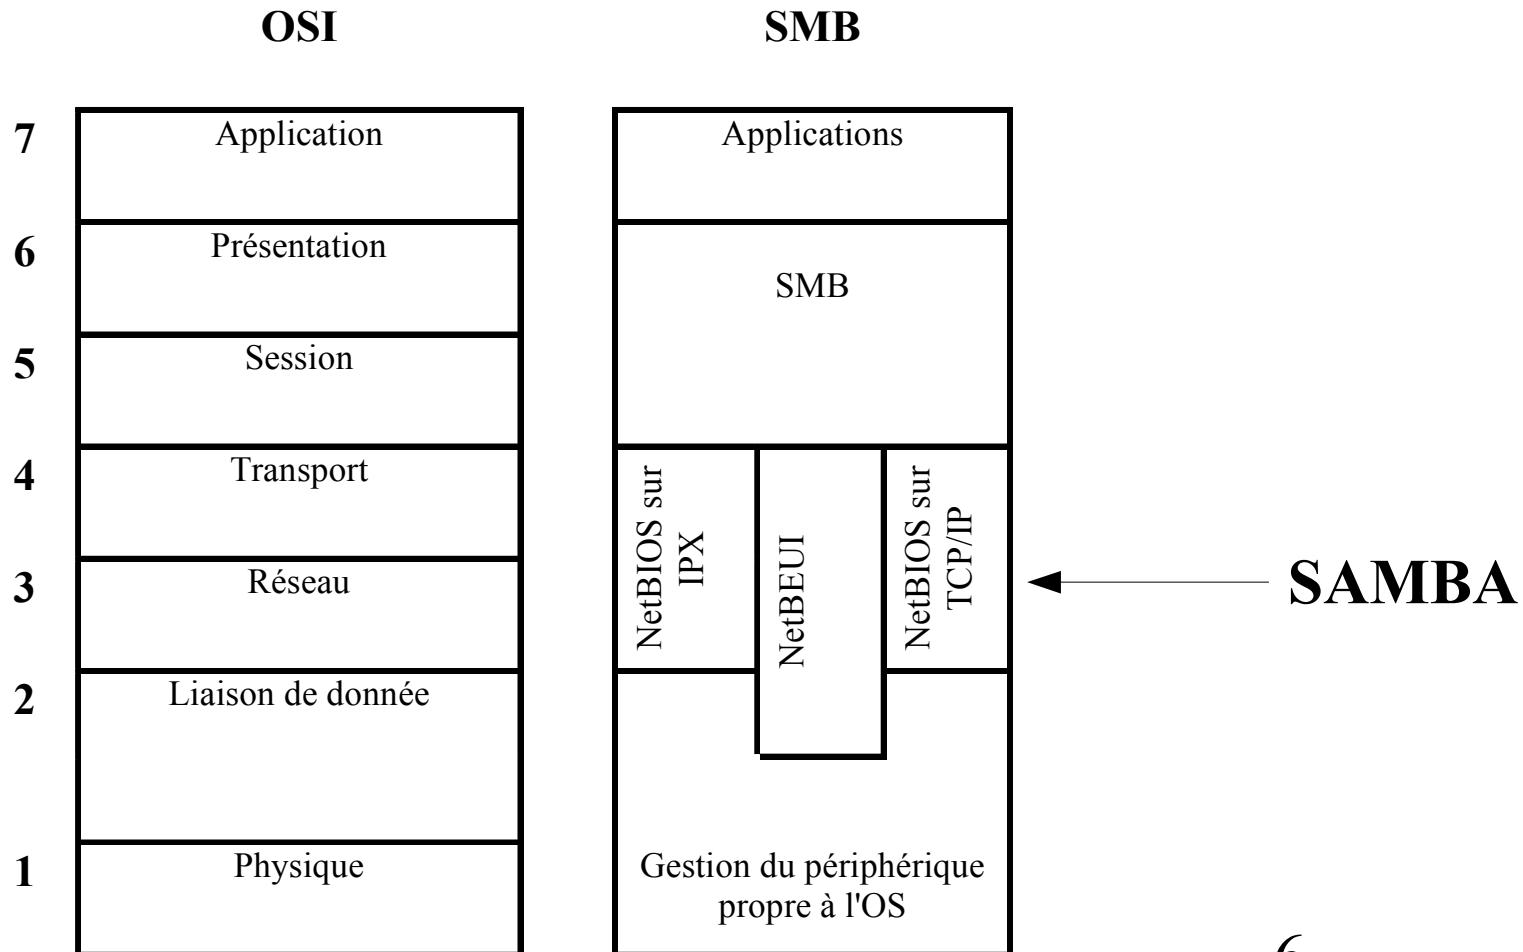 OSI
SMB
7
Application
Applications
6
Présentation
SMB
5
Session
4
Transport
NetBIOS sur
IPX
NetBEUI
NetBIOS sur
TCP/IP
3
Réseau
SAMBA
2
Liaison de donnée
1
Physique
Gestion du périphérique
propre à l'OS
6